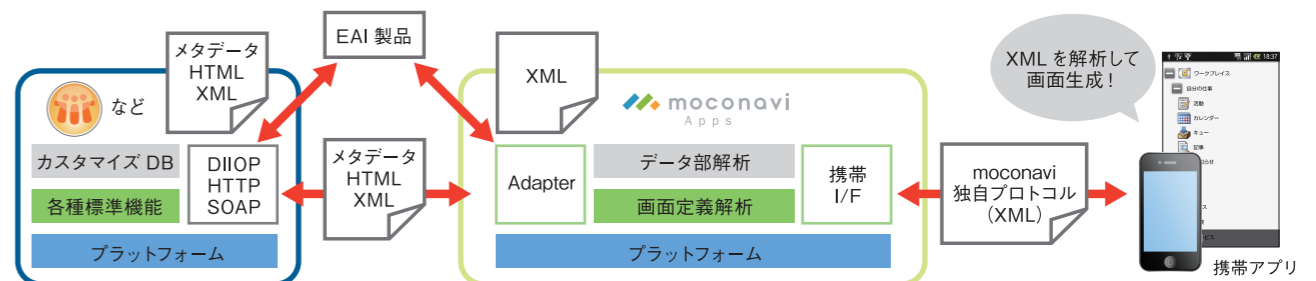 メタデータ
HTML
XML
など
カスタマイズ DB
各種標準機能
DIIOP
HTTP
SOAP
プラットフォーム
EAI 製品
メタデータ
HTML
XML
XML
moconavi
Apps
Adapter
データ部解析
画面定義解析
携帯
I/F
プラットフォーム
moconavi
独自プロトコル
（XML）
XML を解析して
画面生成！
18:37
ワークプレイス
自分の仕事
活動
カレンダー
キュー
記事
携帯アプリ